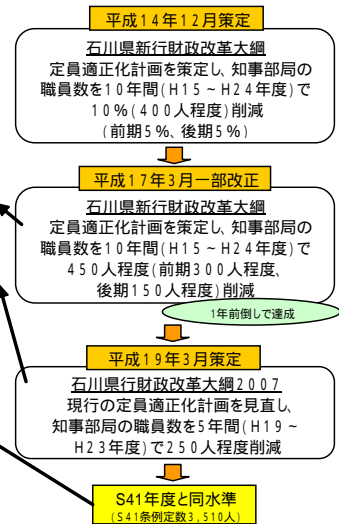 平成14年12月策定
石川県新行財政改革大綱
定員適正化計画を策定し、知事部局の
職員数を10年間(H15~H24年度)で
10%(400人程度)削減
(前期5%、後期5%)
平成17年3月一部改正
石川県新行財政改革大綱
定員適正化計画を策定し、知事部局の
職員数を10年間(H15~H24年度)で
450人程度(前期300人程度、
後期150人程度)削減
1年前倒しで達成
平成19年3月策定
石川県行財政改革大綱2007
現行の定員適正化計画を見直し、
知事部局の職員数を5年間(H19~
H23年度)で250人程度削減
S41年度と同水準
(S41条例定数3,510人)